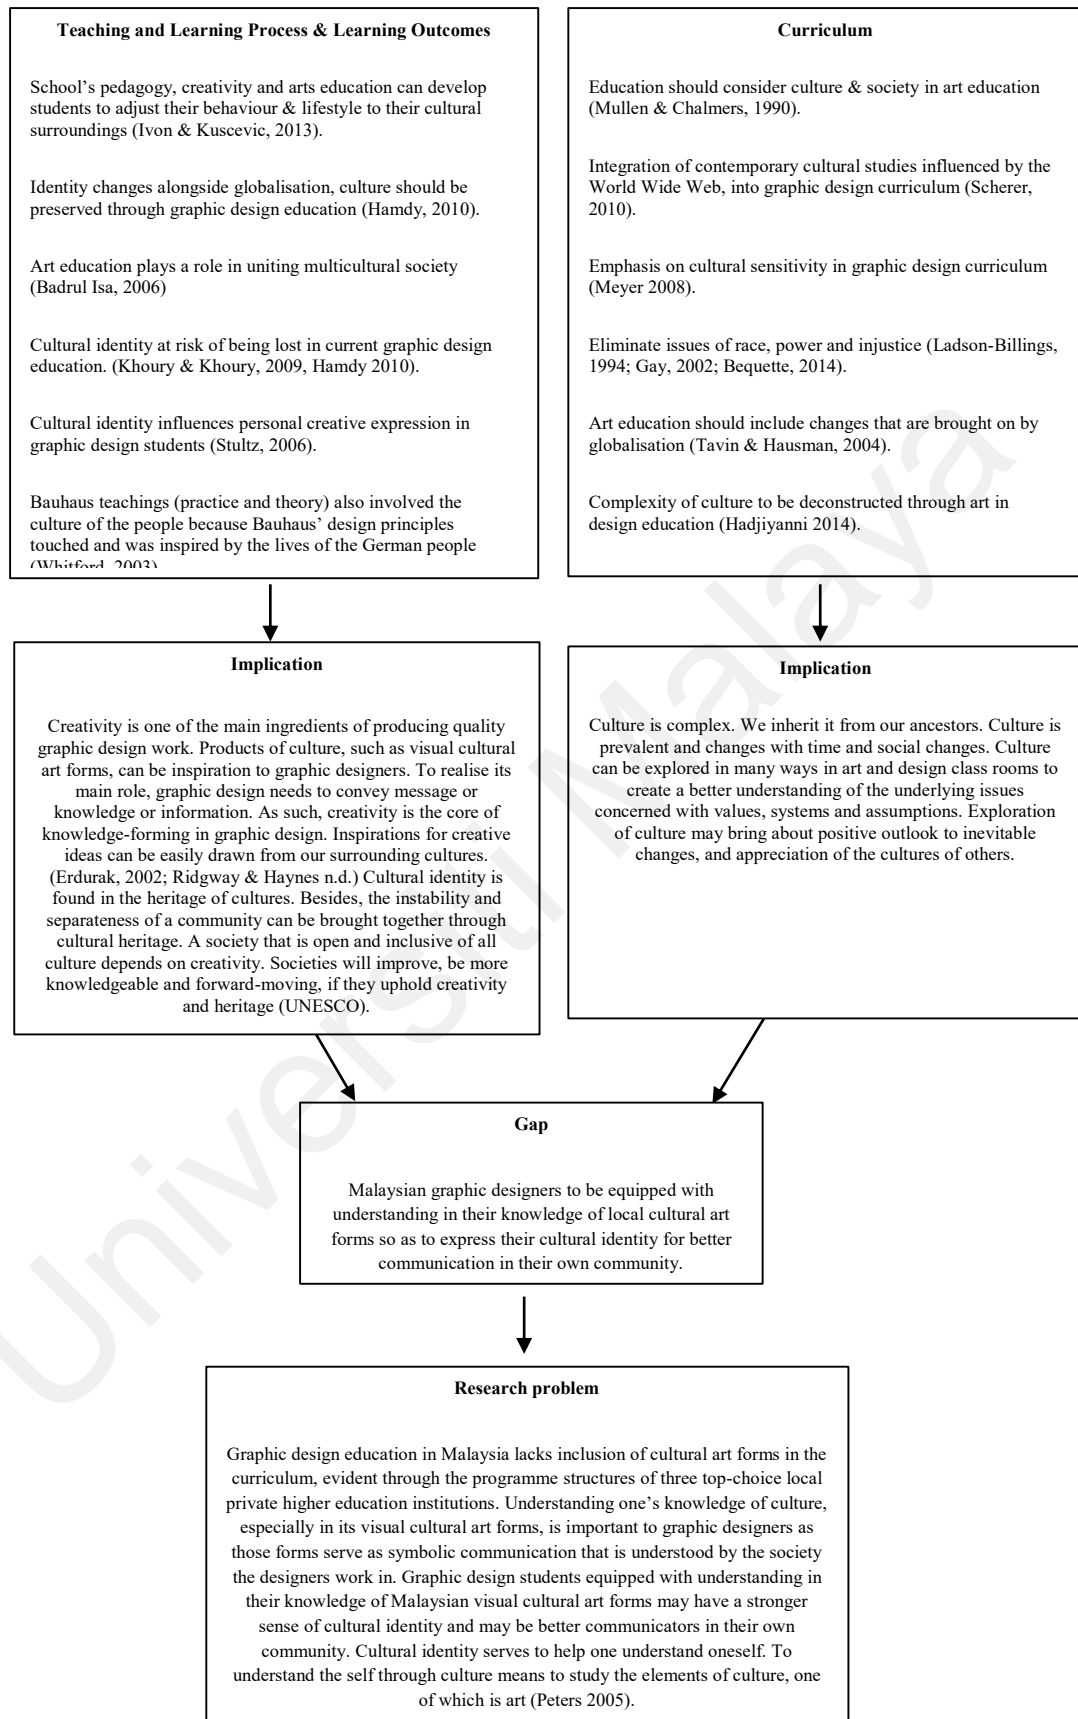 Teaching and Learning Process & Learning Outcomes
School's pedagogy, creativity and arts education can develop
students to adjust their behaviour & lifestyle to their cultural
surroundings (Ivon & Kuscevic, 2013).
Identity changes alongside globalisation, culture should be
preserved through graphic design education (Hamdy, 2010).
Art education plays a role in uniting multicultural society
(Badrul Isa, 2006)
Cultural identity at risk of being lost in current graphic design
education. (Khoury & Khoury, 2009, Hamdy 2010).
Cultural identity influences personal creative expression in
graphic design students (Stultz, 2006).
Bauhaus teachings (practice and theory) also involved the
culture of the people because Bauhaus' design principles
touched and was inspired by the lives of the German people
(Whitford, 2003)
Curriculum
Education should consider culture & society in art education
(Mullen & Chalmers, 1990).
Integration of contemporary cultural studies influenced by the
World Wide Web, into graphic design curriculum (Scherer,
2010).
Emphasis on cultural sensitivity in graphic design curriculum
(Meyer 2008).
Eliminate issues of race, power and injustice (Ladson-Billings,
1994; Gay, 2002; Bequette, 2014).
Art education should include changes that are brought on by
globalisation (Tavin & Hausman, 2004).
Complexity of culture to be deconstructed through art in
design education (Hadjiyanni 2014).
Implication
Creativity is one of the main ingredients of producing quality
graphic design work. Products of culture, such as visual cultural
art forms, can be inspiration to graphic designers. To realise its
main role, graphic design needs to convey message or
knowledge or information. As such, creativity is the core of
knowledge-forming in graphic design. Inspirations for creative
ideas can be easily drawn from our surrounding cultures.
(Erdurak, 2002; Ridgway & Haynes n.d.) Cultural identity is
found in the heritage of cultures. Besides, the instability and
separateness of a community can be brought together through
cultural heritage. A society that is open and inclusive of all
culture depends on creativity. Societies will improve, be more
knowledgeable and forward-moving, if they uphold creativity
and heritage (UNESCO).
Implication
Culture is complex. We inherit it from our ancestors. Culture is
prevalent and changes with time and social changes. Culture
can be explored in many ways in art and design class rooms to
create a better understanding of the underlying issues
concerned with values, systems and assumptions. Exploration
of culture may bring about positive outlook to inevitable
changes, and appreciation of the cultures of others.
Gap
Malaysian graphic designers to be equipped with
understanding in their knowledge of local cultural art
forms so as to express their cultural identity for better
communication in their own community.
Research problem
Graphic design education in Malaysia lacks inclusion of cultural art forms in the
curriculum, evident through the programme structures of three top-choice local
private higher education institutions. Understanding one's knowledge of culture,
especially in its visual cultural art forms, is important to graphic designers as
those forms serve as symbolic communication that is understood by the society
the designers work in. Graphic design students equipped with understanding in
their knowledge of Malaysian visual cultural art forms may have a stronger
sense of cultural identity and may be better communicators in their own
community. Cultural identity serves to help one understand oneself. To
understand the self through culture means to study the elements of culture, one
of which is art (Peters 2005).
Universiti Malaya